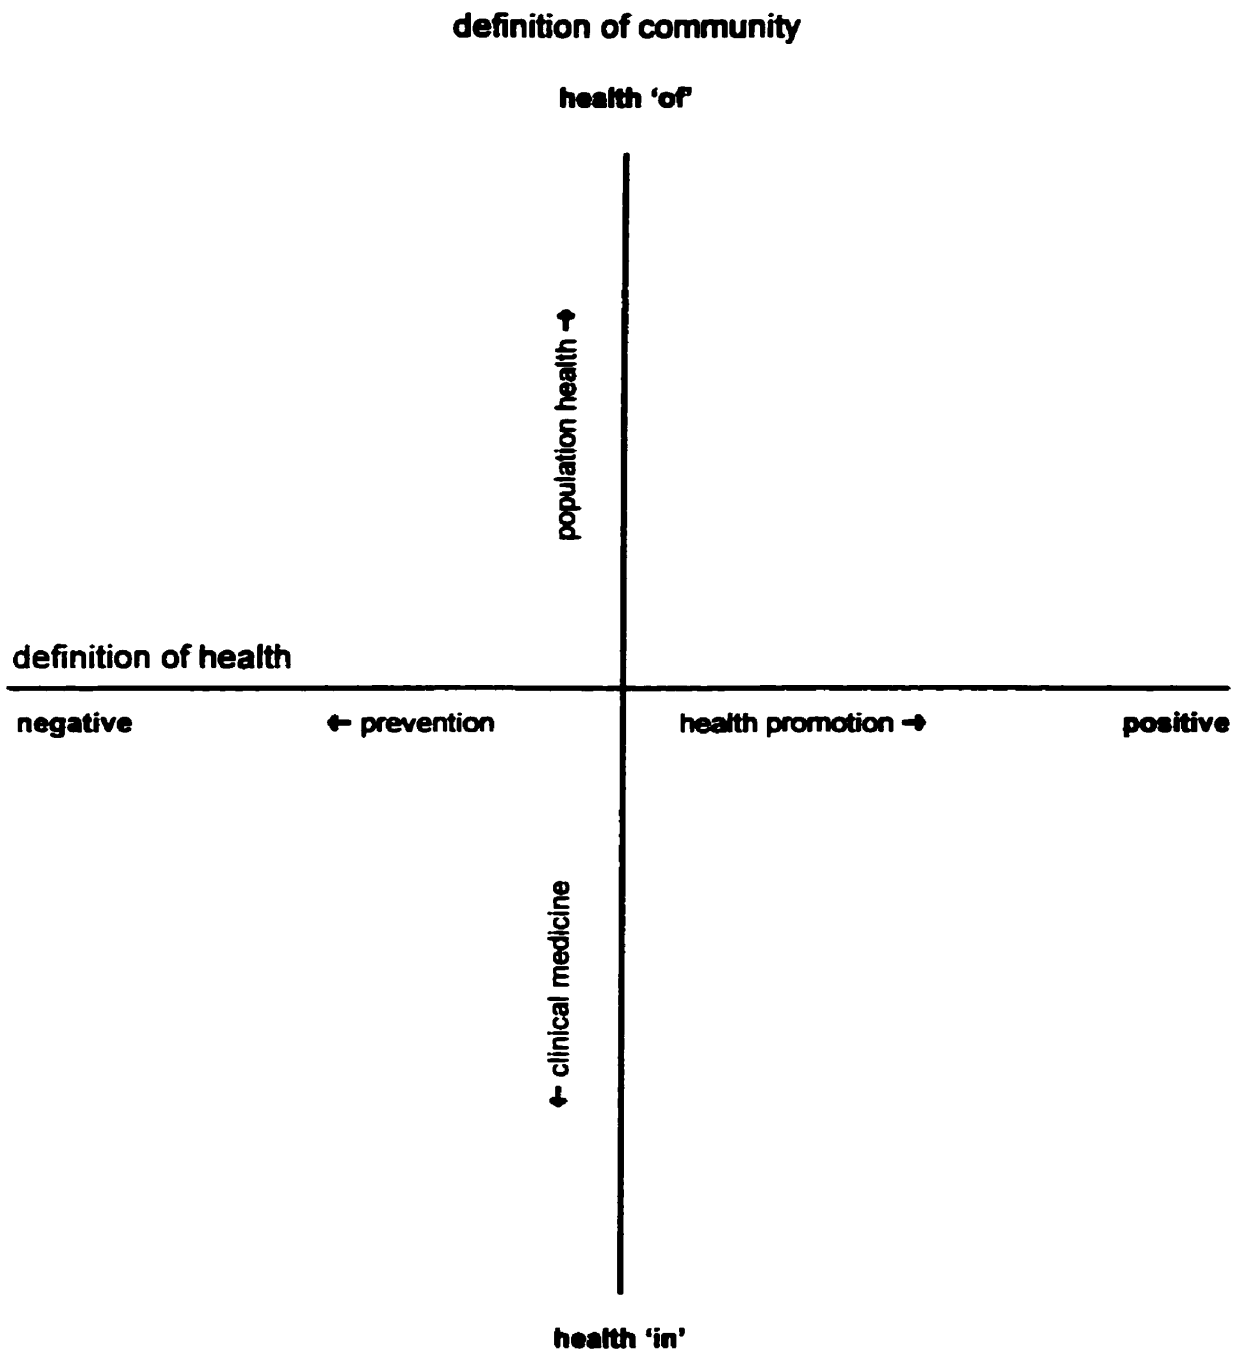 definition of community
health ‘of’
population health →
definition of health
negative
← prevention
health promotion →
positive
← clinical medicine
health ‘in’